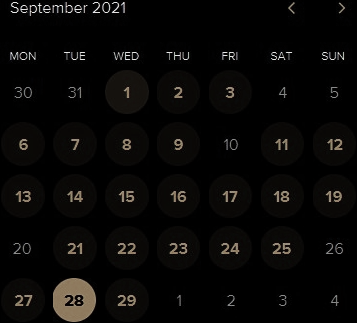 September 2021
MON TUE WED THU FRI SAT SUN
30 31 1 2 3 4 5
6 7 8 9 10 11 12
13 14 15 16 17 18 19
20 21 22 23 24 25 26
27 28 29 1 2 3 4